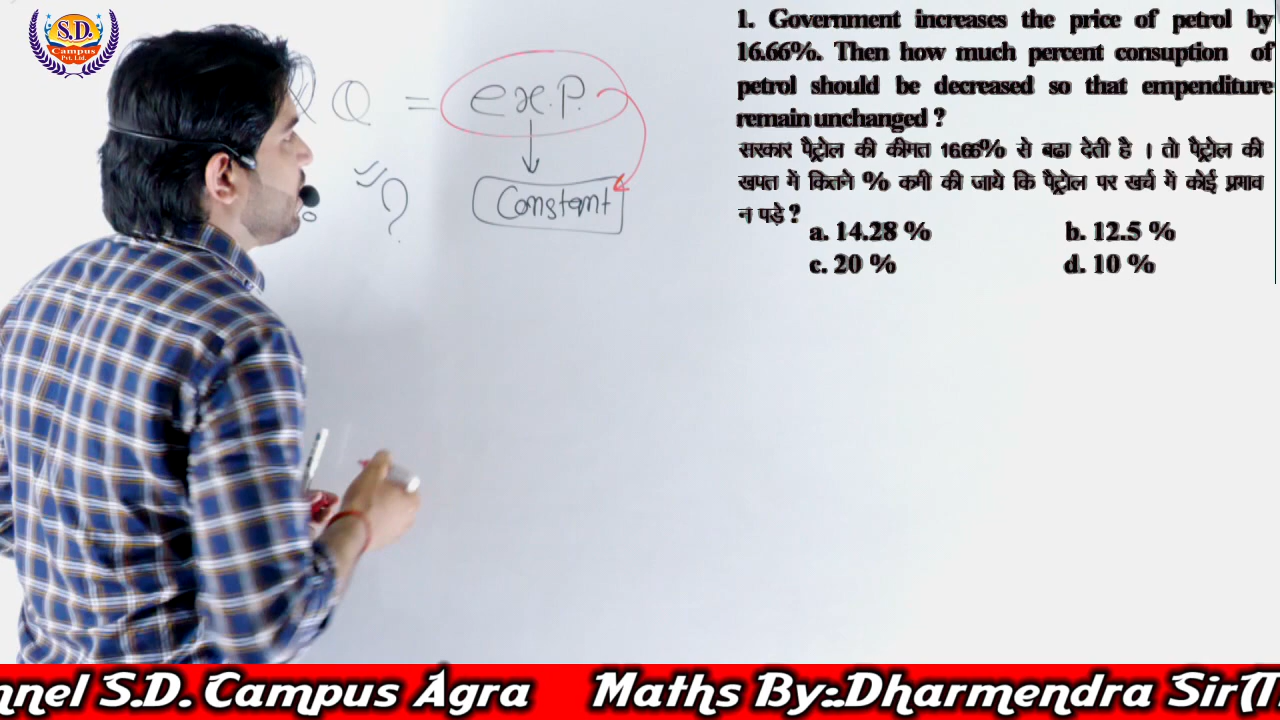 S.D.
Campus
Pvt. Ltd.
Q = exp.
?
Constant
1. Government increases the price of petrol by
16.66%. Then how much percent consuption of
petrol should be decreased so that empenditure
remain unchanged ?
सरकार पैट्रोल की कीमत 16.66% से बढा देती है । तो पैट्रोल की
खपत में कितने % कमी की जाये कि पैट्रोल पर खर्च में कोई प्रभाव
न पड़े ?
a. 14.28 % b. 12.5 %
c. 20 % d. 10 %
nnel S.D. Campus Agra Maths By:.Dharmendra Sir